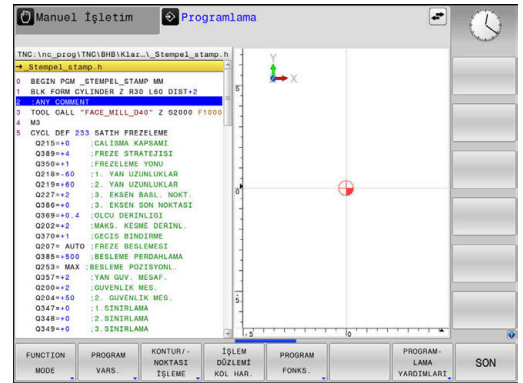 Manuel İşletim
Programlama
TNC:\nc_prog\TNC\BHB\Klar…\_Stempel_stamp.h
→_Stempel_stamp.h
0 BEGIN PGM _STEMPEL_STAMP MM
1 BLK FORM CYLINDER Z R30 L60 DIST+2
2 ;ANY COMMENT
3 TOOL CALL "FACE_MILL_D40" Z S2000 F1000
4 M3
5 CYCL DEF 233 SATIH FREZELEME
Q215=+0 ;CALISMA KAPSAMI
Q389=+4 ;FREZE STRATEJISI
Q350=+1 ;FREZELEME YONU
Q218=-60 ;1. YAN UZUNLUKLAR
Q219=+60 ;2. YAN UZUNLUKLAR
Q227=+2 ;3. EKSEN BASL. NOKT.
Q386=+0 ;3. EKSEN SON NOKTASI
Q369=+0.4 ;OLCU DERINLIGI
Q202=+2 ;MAKS. KESME DERINL.
Q370=+1 ;GECIS BINDIRME
Q207= AUTO ;FREZE BESLEMESI
Q385=+500 ;BESLEME PERDAHLAMA
Q253= MAX ;BESLEME POZISYONL.
Q357=+2 ;YAN GUV. MESAF.
Q200=+2 ;GUVENLIK MES.
Q204=+50 ;2. GUVENLIK MES.
Q347=+0 ;1.SINIRLAMA
Q348=+0 ;2.SINIRLAMA
Q349=+0 ;3.SINIRLAMA
Y
X
5
0
5
-5
0
FUNCTION MODE
PROGRAM VARS.
KONTUR/- NOKTASI İŞLEME
İŞLEM DÜZLEMİ KOL HAR.
PROGRAM FONKS.
PROGRAM- LAMA YARDIMLARI
SON